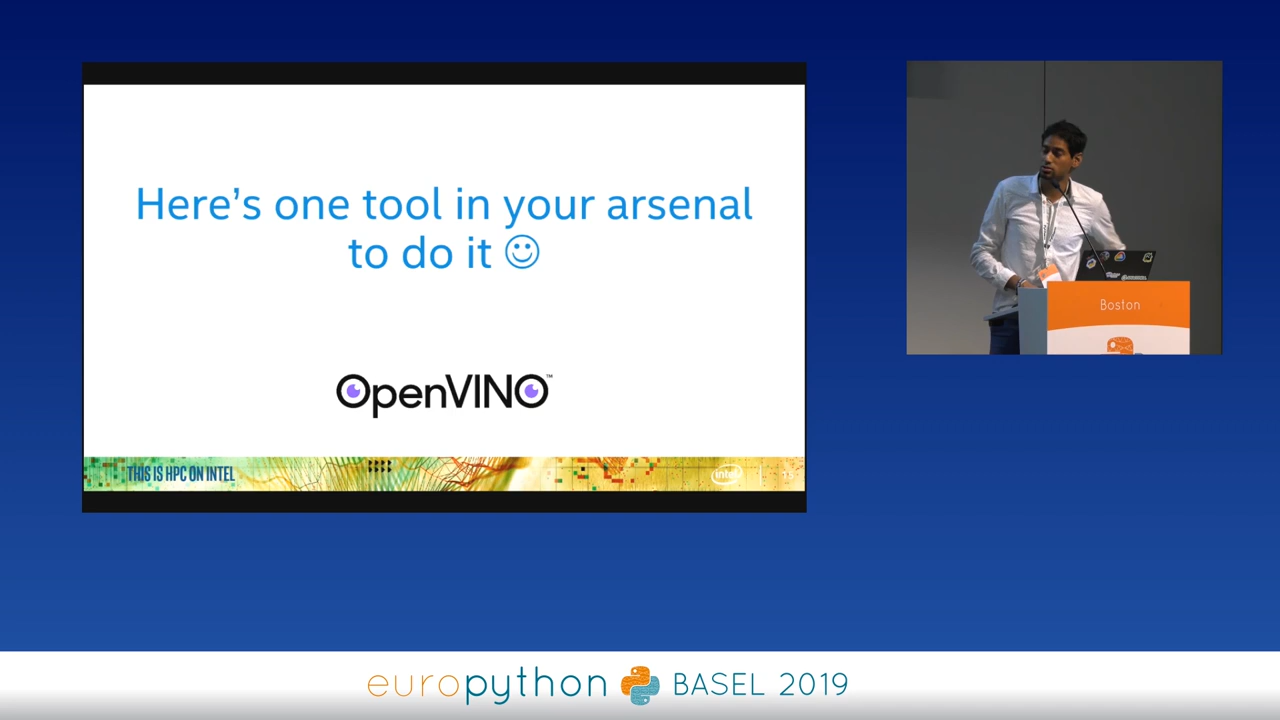 Here's one tool in your arsenal
to do it ☺
OpenVINO™
THIS IS HPC ON INTEL
intel
Boston
europython BASEL 2019